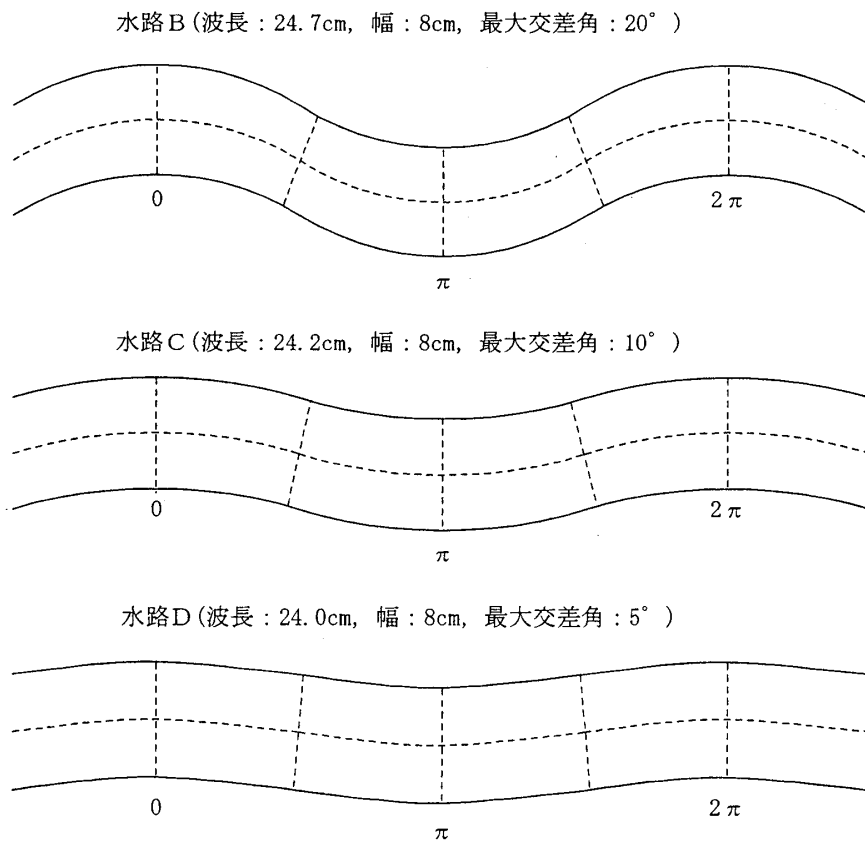 水路B(波長：24.7cm, 幅：8cm, 最大交差角：20°)
0
2π
π
水路C(波長：24.2cm, 幅：8cm, 最大交差角：10°)
0
2π
π
水路D(波長：24.0cm, 幅：8cm, 最大交差角：5°)
0
2π
π